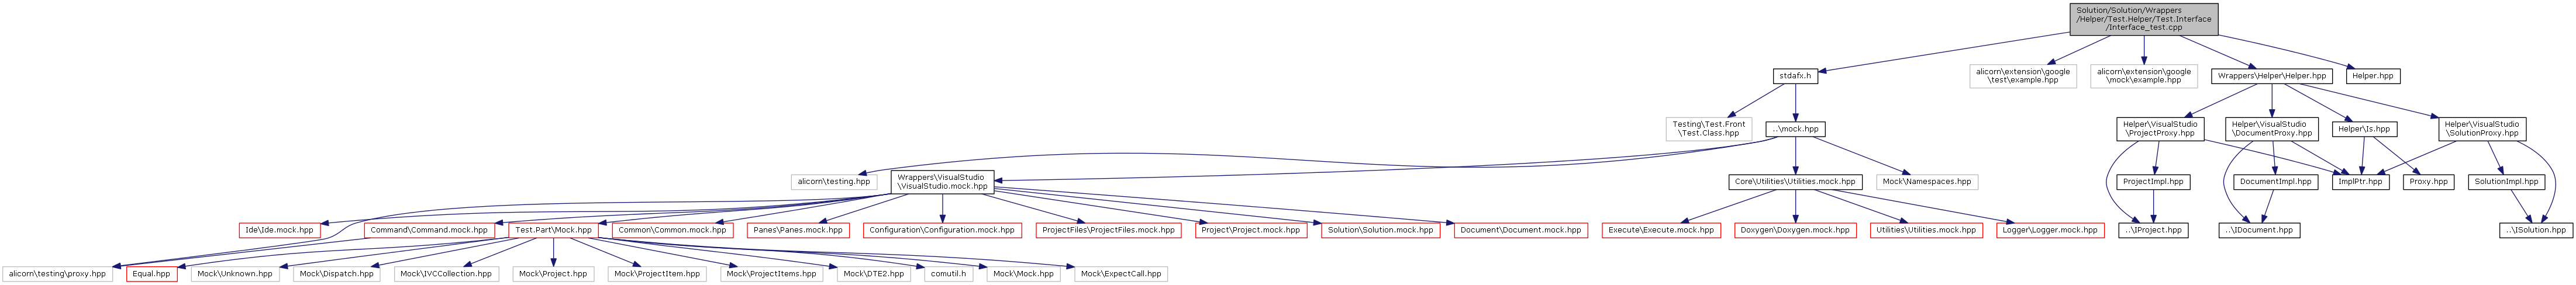 Solution/Solution/Wrappers
/Helper/Test.Helper/Test.Interface
/Interface_test.cpp
stdafx.h
alicorn\extension\google
\test\example.hpp
alicorn\extension\google
\mock\example.hpp
Wrappers\Helper\Helper.hpp
Helper.hpp
Testing\Test.Front
\Test.Class.hpp
..\mock.hpp
Helper\VisualStudio
\ProjectProxy.hpp
Helper\VisualStudio
\DocumentProxy.hpp
Helper\Is.hpp
Helper\VisualStudio
\SolutionProxy.hpp
alicorn\testing.hpp
Wrappers\VisualStudio
\VisualStudio.mock.hpp
Core\Utilities\Utilities.mock.hpp
Mock\Namespaces.hpp
ProjectImpl.hpp
DocumentImpl.hpp
ImplPtr.hpp
Proxy.hpp
SolutionImpl.hpp
Ide\Ide.mock.hpp
Command\Command.mock.hpp
Test.Part\Mock.hpp
Common\Common.mock.hpp
Panes\Panes.mock.hpp
Configuration\Configuration.mock.hpp
ProjectFiles\ProjectFiles.mock.hpp
Project\Project.mock.hpp
Solution\Solution.mock.hpp
Document\Document.mock.hpp
Execute\Execute.mock.hpp
Doxygen\Doxygen.mock.hpp
Utilities\Utilities.mock.hpp
Logger\Logger.mock.hpp
..\IProject.hpp
..\IDocument.hpp
..\ISolution.hpp
alicorn\testing\proxy.hpp
Equal.hpp
Mock\Unknown.hpp
Mock\Dispatch.hpp
Mock\IVCCollection.hpp
Mock\Project.hpp
Mock\ProjectItem.hpp
Mock\ProjectItems.hpp
Mock\DTE2.hpp
comutil.h
Mock\Mock.hpp
Mock\ExpectCall.hpp